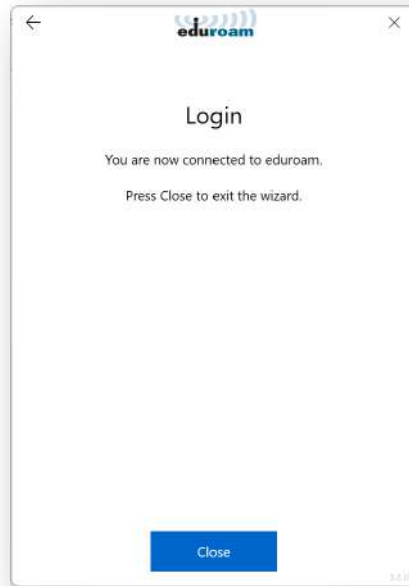 eduroam
Login
You are now connected to eduroam.
Press Close to exit the wizard.
Close